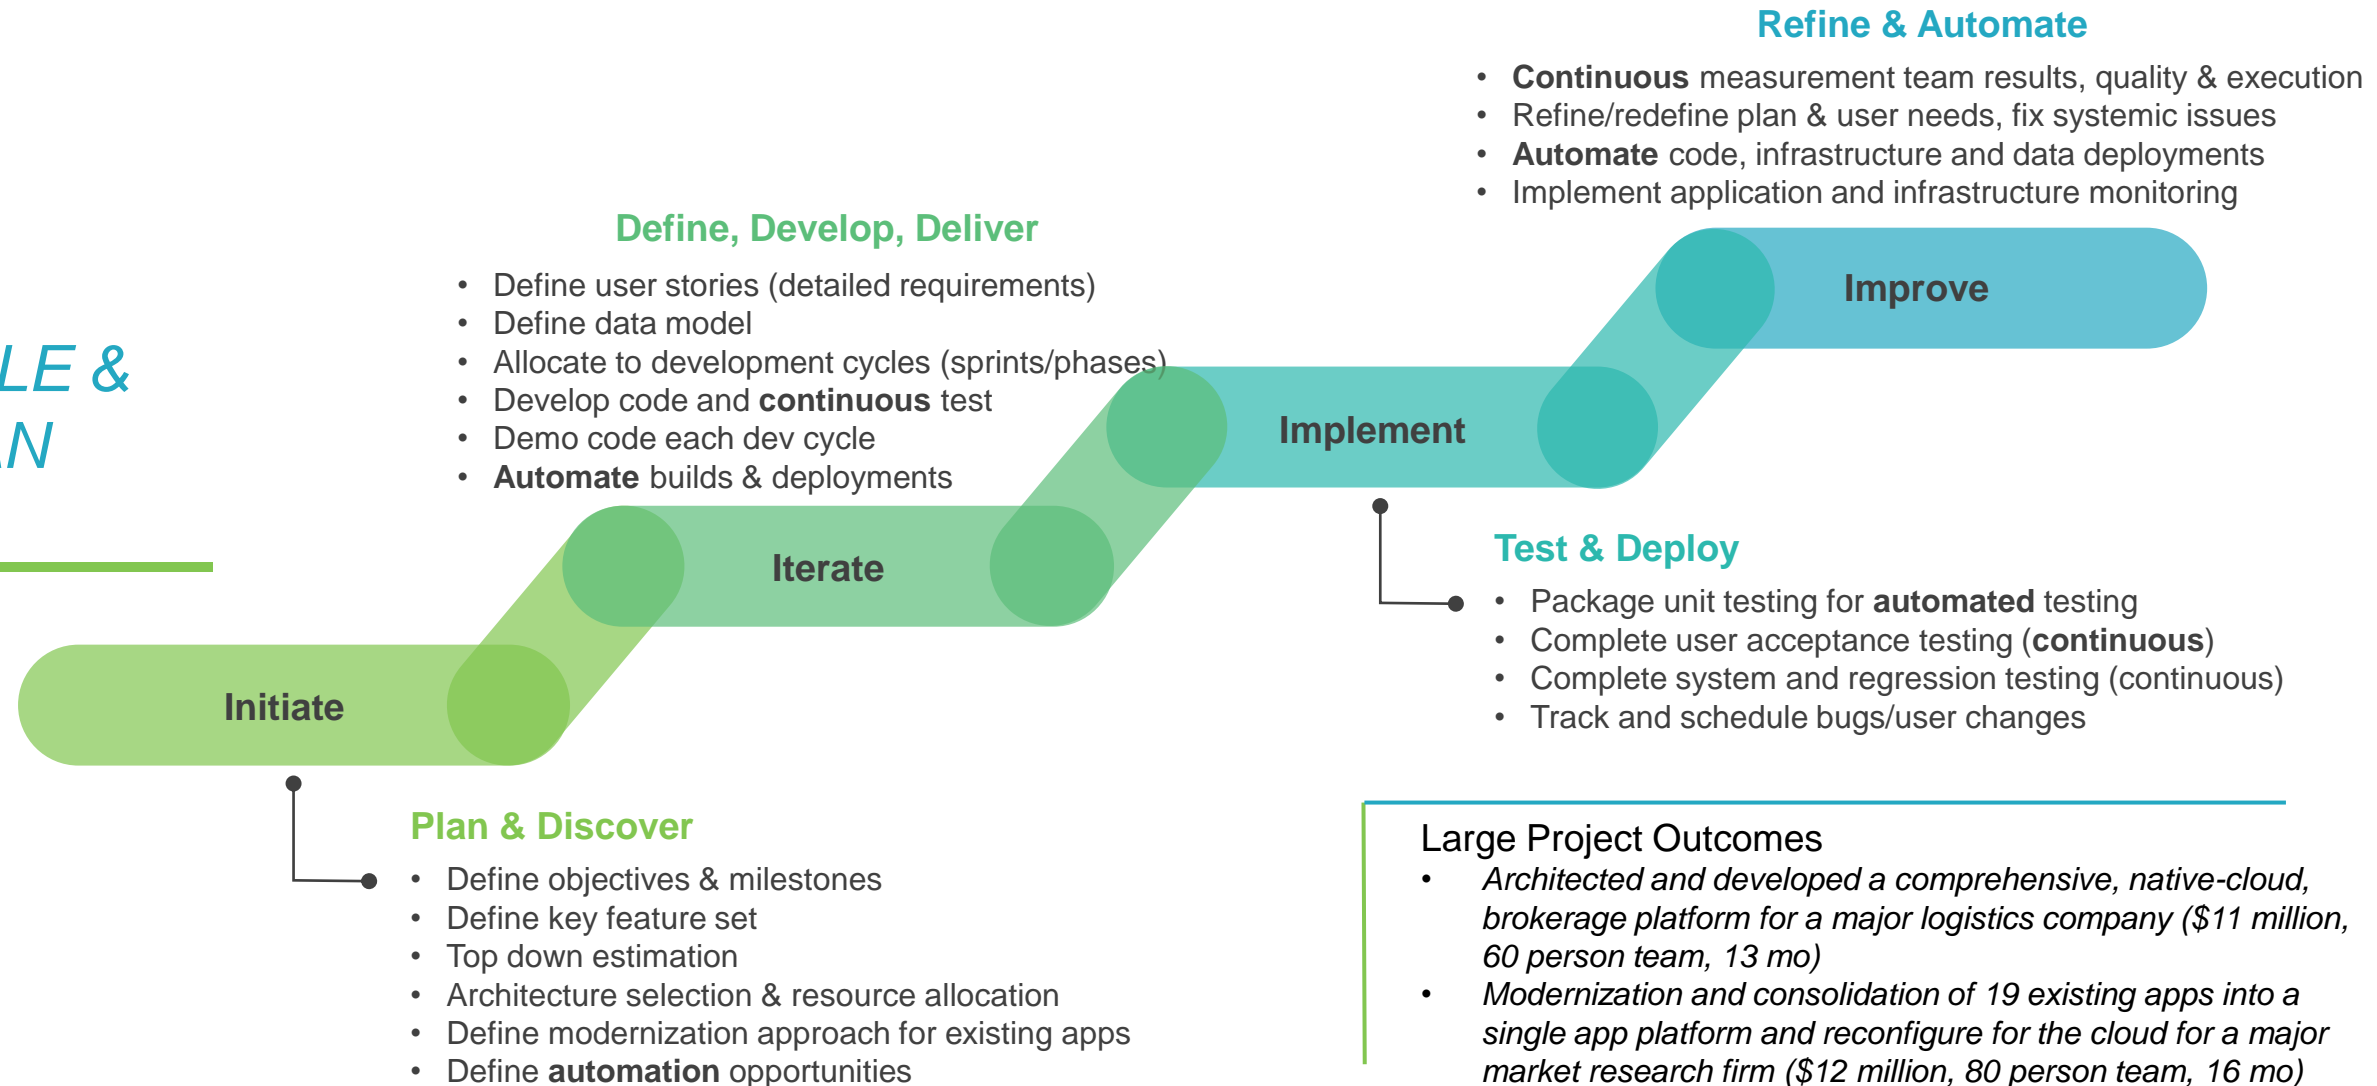 LE &
AN
Refine & Automate
• Continuous measurement team results, quality & execution
• Refine/redefine plan & user needs, fix systemic issues
• Automate code, infrastructure and data deployments
• Implement application and infrastructure monitoring
Improve
Define, Develop, Deliver
• Define user stories (detailed requirements)
• Define data model
• Allocate to development cycles (sprints/phases)
• Develop code and continuous test
• Demo code each dev cycle
• Automate builds & deployments
Implement
Iterate
Test & Deploy
• Package unit testing for automated testing
• Complete user acceptance testing (continuous)
• Complete system and regression testing (continuous)
• Track and schedule bugs/user changes
Initiate
Plan & Discover
• Define objectives & milestones
• Define key feature set
• Top down estimation
• Architecture selection & resource allocation
• Define modernization approach for existing apps
• Define automation opportunities
Large Project Outcomes
• Architected and developed a comprehensive, native-cloud,
brokerage platform for a major logistics company ($11 million,
60 person team, 13 mo)
• Modernization and consolidation of 19 existing apps into a
single app platform and reconfigure for the cloud for a major
market research firm ($12 million, 80 person team, 16 mo)